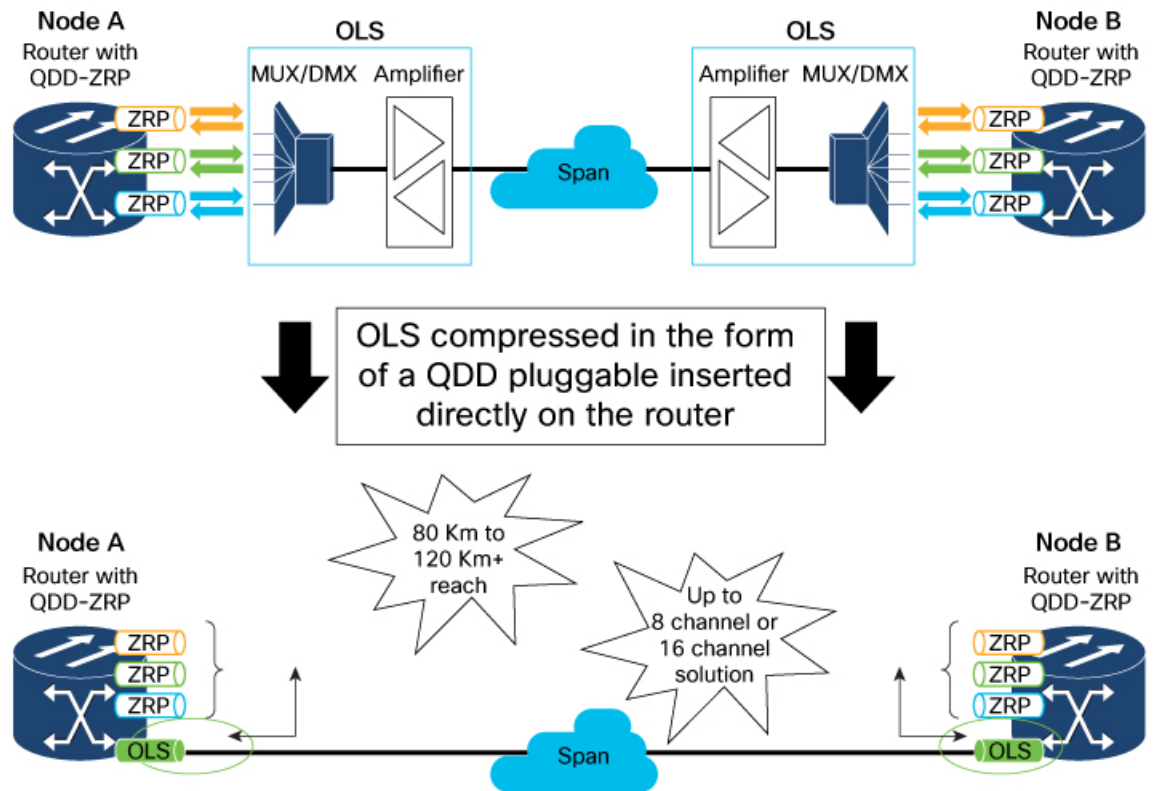 Node A
Router with
QDD-ZRP
ZRP
ZRP
ZRP
OLS
MUX/DMX
Amplifier
Span
OLS
Amplifier
MUX/DMX
Node B
Router with
QDD-ZRP
ZRP
ZRP
ZRP
OLS compressed in the form
of a QDD pluggable inserted
directly on the router
80 Km to
120 Km+
reach
Up to
8 channel or
16 channel
solution
Node A
Router with
QDD-ZRP
ZRP
ZRP
ZRP
OLS
Span
Node B
Router with
QDD-ZRP
ZRP
ZRP
ZRP
OLS